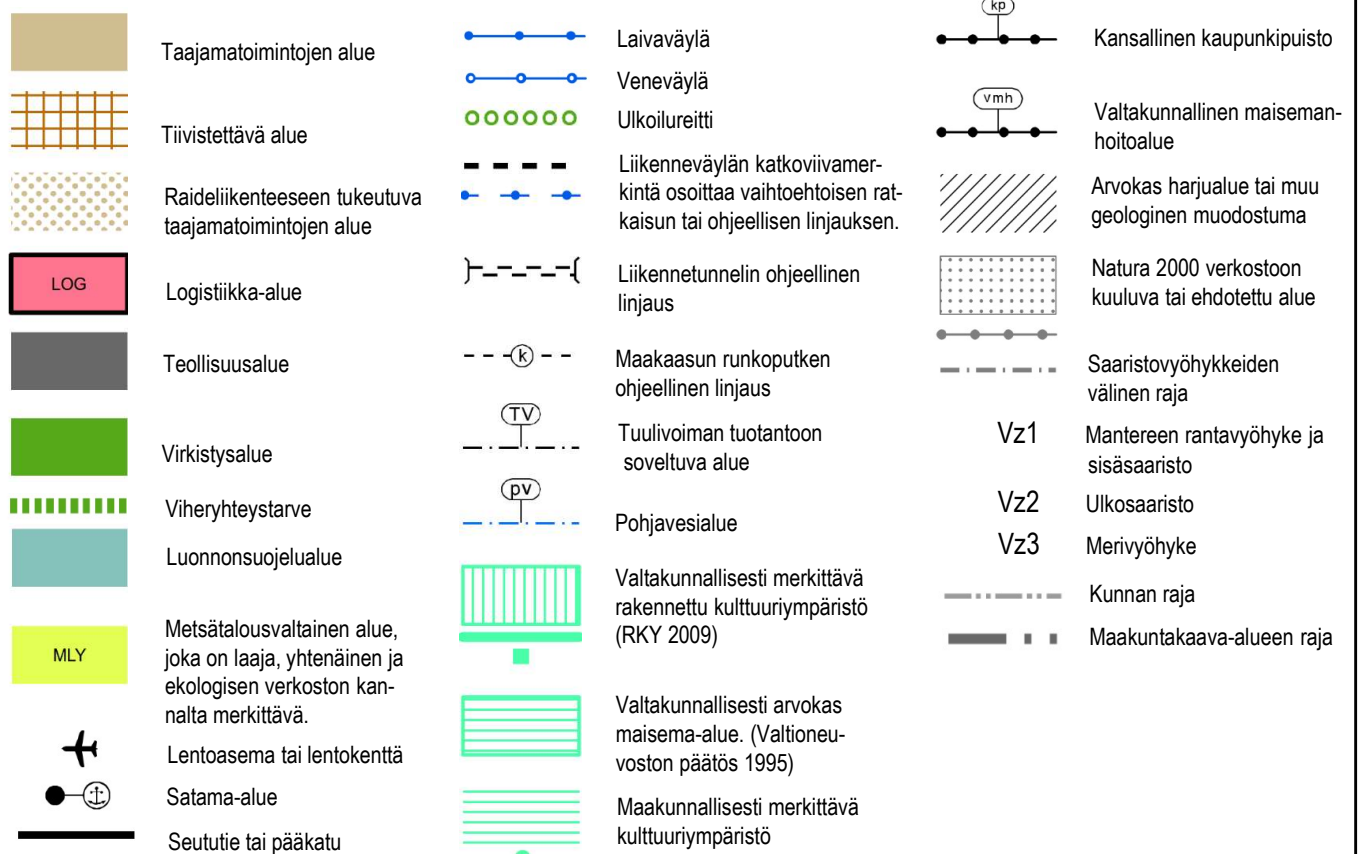 Taajamatoimintojen alue
Tiivistettävä alue
Raideliikenteeseen tukeutuva
taajamatoimintojen alue
LOG
Logistiikka-alue
Teollisuusalue
Virkistysalue
Viheryhteystarve
Luonnonsuojelualue
MLY
Metsätalousvaltainen alue,
joka on laaja, yhtenäinen ja
ekologisen verkoston kan-
nalta merkittävä.
Lentoasema tai lentokenttä
Satama-alue
Seututie tai pääkatu
Laivaväylä
Veneväylä
Ulkoilureitti
Liikenneväylän katkoviivamer-
kintä osoittaa vaihtoehtoisen rat-
kaisun tai ohjeellisen linjauksen.
Liikennetunnelin ohjeellinen
linjaus
k
Maakaasun runkoputken
ohjeellinen linjaus
TV
Tuulivoiman tuotantoon
soveltuva alue
pv
Pohjavesialue
Valtakunnallisesti merkittävä
rakennettu kulttuuriympäristö
(RKY 2009)
Valtakunnallisesti arvokas
maisema-alue. (Valtioneu-
voston päätös 1995)
Maakunnallisesti merkittävä
kulttuuriympäristö
kp
Kansallinen kaupunkipuisto
vmh
Valtakunnallinen maiseman-
hoitoalue
Arvokas harjualue tai muu
geologinen muodostuma
Natura 2000 verkostoon
kuuluva tai ehdotettu alue
Saaristovyöhykkeiden
välinen raja
Vz1 Mantereen rantavyöhyke ja
sisäsaaristo
Vz2 Ulkosaaristo
Vz3 Merivyöhyke
Kunnan raja
Maakuntakaava-alueen raja